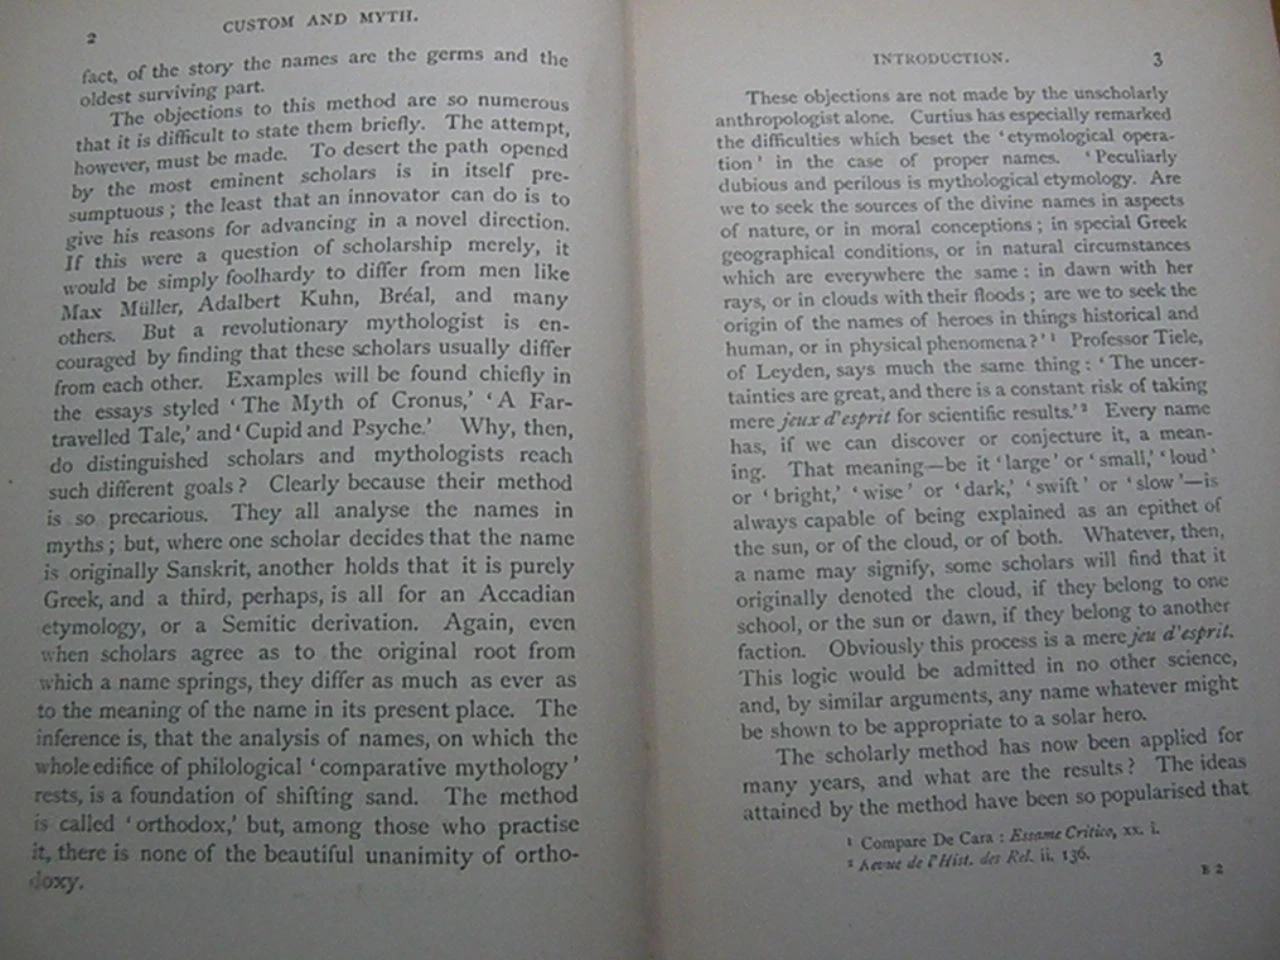 2
CUSTOM AND MYTH.
fact, of the story the names are the germs and the
oldest surviving part.
The objections to this method are so numerous
that it is difficult to state them briefly. The attempt,
however, must be made. To desert the path opened
by the most eminent scholars is in itself pre-
sumptuous; the least that an innovator can do is to
give his reasons for advancing in a novel direction.
If this were a question of scholarship merely, it
would be simply foolhardy to differ from men like
Max Müller, Adalbert Kuhn, Bréal, and many
others. But a revolutionary mythologist is en-
couraged by finding that these scholars usually differ
from each other. Examples will be found chiefly in
the essays styled ‘The Myth of Cronus,’ ‘A Far-
travelled Tale,’ and ‘Cupid and Psyche.’ Why, then,
do distinguished scholars and mythologists reach
such different goals? Clearly because their method
is so precarious. They all analyse the names in
myths; but, where one scholar decides that the name
is originally Sanskrit, another holds that it is purely
Greek, and a third, perhaps, is all for an Accadian
etymology, or a Semitic derivation. Again, even
when scholars agree as to the original root from
which a name springs, they differ as much as ever as
to the meaning of the name in its present place. The
inference is, that the analysis of names, on which the
whole edifice of philological ‘comparative mythology’
rests, is a foundation of shifting sand. The method
is called ‘orthodox,’ but, among those who practise
it, there is none of the beautiful unanimity of ortho-
doxy.
INTRODUCTION.
3
These objections are not made by the unscholarly
anthropologist alone. Curtius has especially remarked
the difficulties which beset the ‘etymological opera-
tion’ in the case of proper names. ‘Peculiarly
dubious and perilous is mythological etymology. Are
we to seek the sources of the divine names in aspects
of nature, or in moral conceptions; in special Greek
geographical conditions, or in natural circumstances
which are everywhere the same: in dawn with her
rays, or in clouds with their floods; are we to seek the
origin of the names of heroes in things historical and
human, or in physical phenomena?’¹ Professor Tiele,
of Leyden, says much the same thing: ‘The uncer-
tainties are great, and there is a constant risk of taking
mere jeux d'esprit for scientific results.’² Every name
has, if we can discover or conjecture it, a mean-
ing. That meaning—be it ‘large’ or ‘small,’ ‘loud’
or ‘bright,’ ‘wise’ or ‘dark,’ ‘swift’ or ‘slow’—is
always capable of being explained as an epithet of
the sun, or of the cloud, or of both. Whatever, then,
a name may signify, some scholars will find that it
originally denoted the cloud, if they belong to one
school, or the sun or dawn, if they belong to another
faction. Obviously this process is a mere jeu d'esprit.
This logic would be admitted in no other science,
and, by similar arguments, any name whatever might
be shown to be appropriate to a solar hero.
The scholarly method has now been applied for
many years, and what are the results? The ideas
attained by the method have been so popularised that
¹ Compare De Cara: Essame Critico, xx. i.
² Revue de l'Hist. des Rel. ii. 136.
B 2